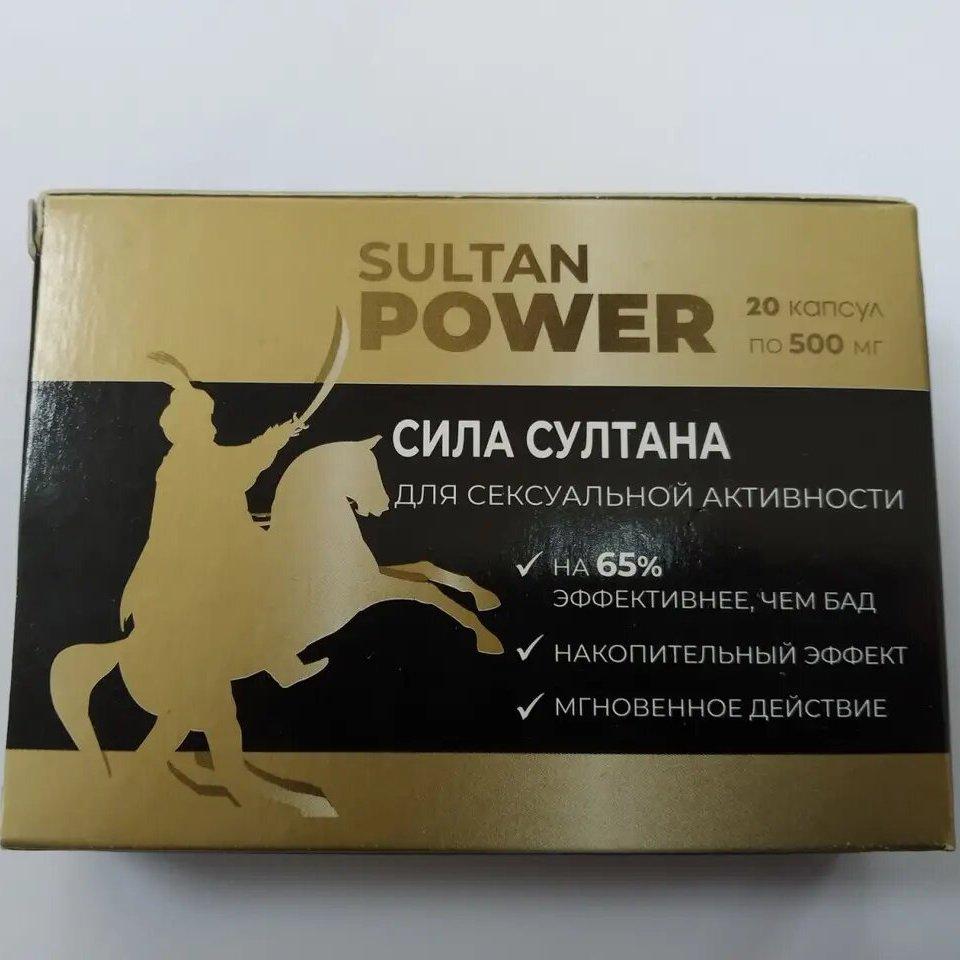 SULTAN
POWER
20 капсул
по 500 мг
СИЛА СУЛТАНА
ДЛЯ СЕКСУАЛЬНОЙ АКТИВНОСТИ
✓ НА 65%
ЭФФЕКТИВНЕЕ, ЧЕМ БАД
✓ НАКОПИТЕЛЬНЫЙ ЭФФЕКТ
✓ МГНОВЕННОЕ ДЕЙСТВИЕ